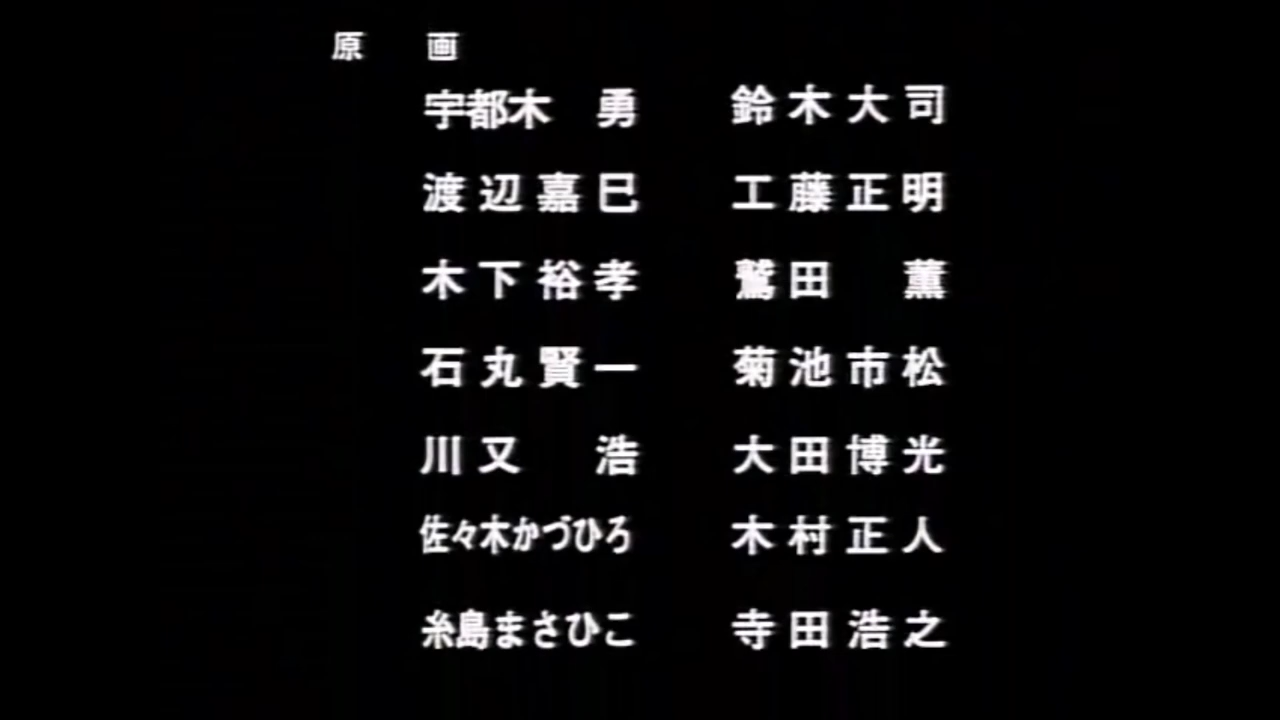 原　画
宇都木　勇　鈴木大司
渡辺嘉巳　工藤正明
木下裕孝　鷲田　薫
石丸賢一　菊池市松
川又　浩　大田博光
佐々木かづひろ　木村正人
糸島まさひこ　寺田浩之